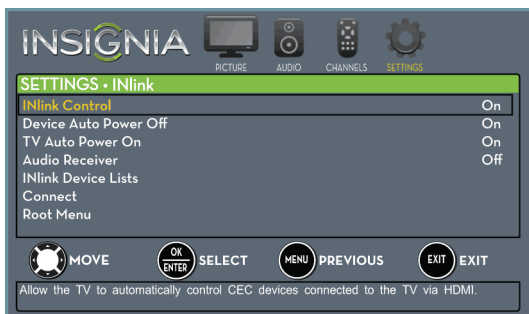 INSIGNIA
PICTURE AUDIO CHANNELS SETTINGS
SETTINGS • INlink
INlink Control On
Device Auto Power Off On
TV Auto Power On On
Audio Receiver Off
INlink Device Lists
Connect
Root Menu
MOVE OK ENTER SELECT MENU PREVIOUS EXIT EXIT
Allow the TV to automatically control CEC devices connected to the TV via HDMI.